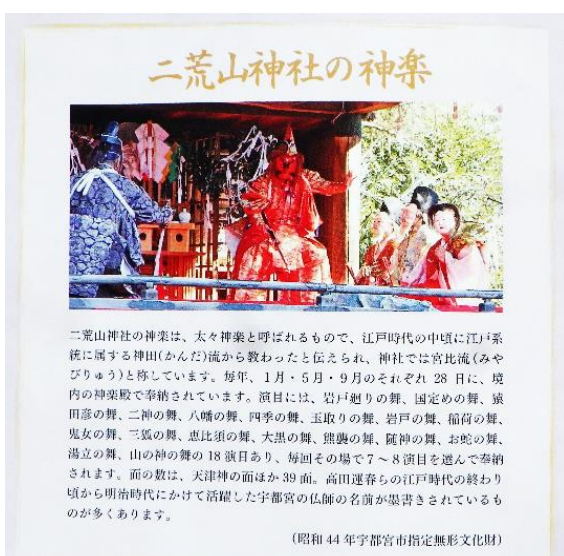 二荒山神社の神楽
二荒山神社の神楽は、太々神楽と呼ばれるもので、江戸時代の中頃に江戸系
統に属する神田(かんだ)流から教わったと伝えられ、神社では宮比流(みや
びりゅう)と称しています。毎年、1月・5月・9月のそれぞれ 28 日に、境
内の神楽殿で奉納されています。演目には、岩戸廻りの舞、国定めの舞、猿
田彦の舞、二神の舞、八幡の舞、四季の舞、玉取りの舞、岩戸の舞、稲荷の舞、
鬼女の舞、三狐の舞、恵比須の舞、大黒の舞、熊襲の舞、随神の舞、お蛇の舞、
湯立の舞、山の神の舞の 18 演目あり、毎回その場で7～8演目を選んで奉納
されます。面の数は、天津神の面ほか 39 面。高田運春らの江戸時代の終わり
頃から明治時代にかけて活躍した宇都宮の仏師の名前が墨書きされているも
のが多くあります。
(昭和 44 年宇都宮市指定無形文化財)